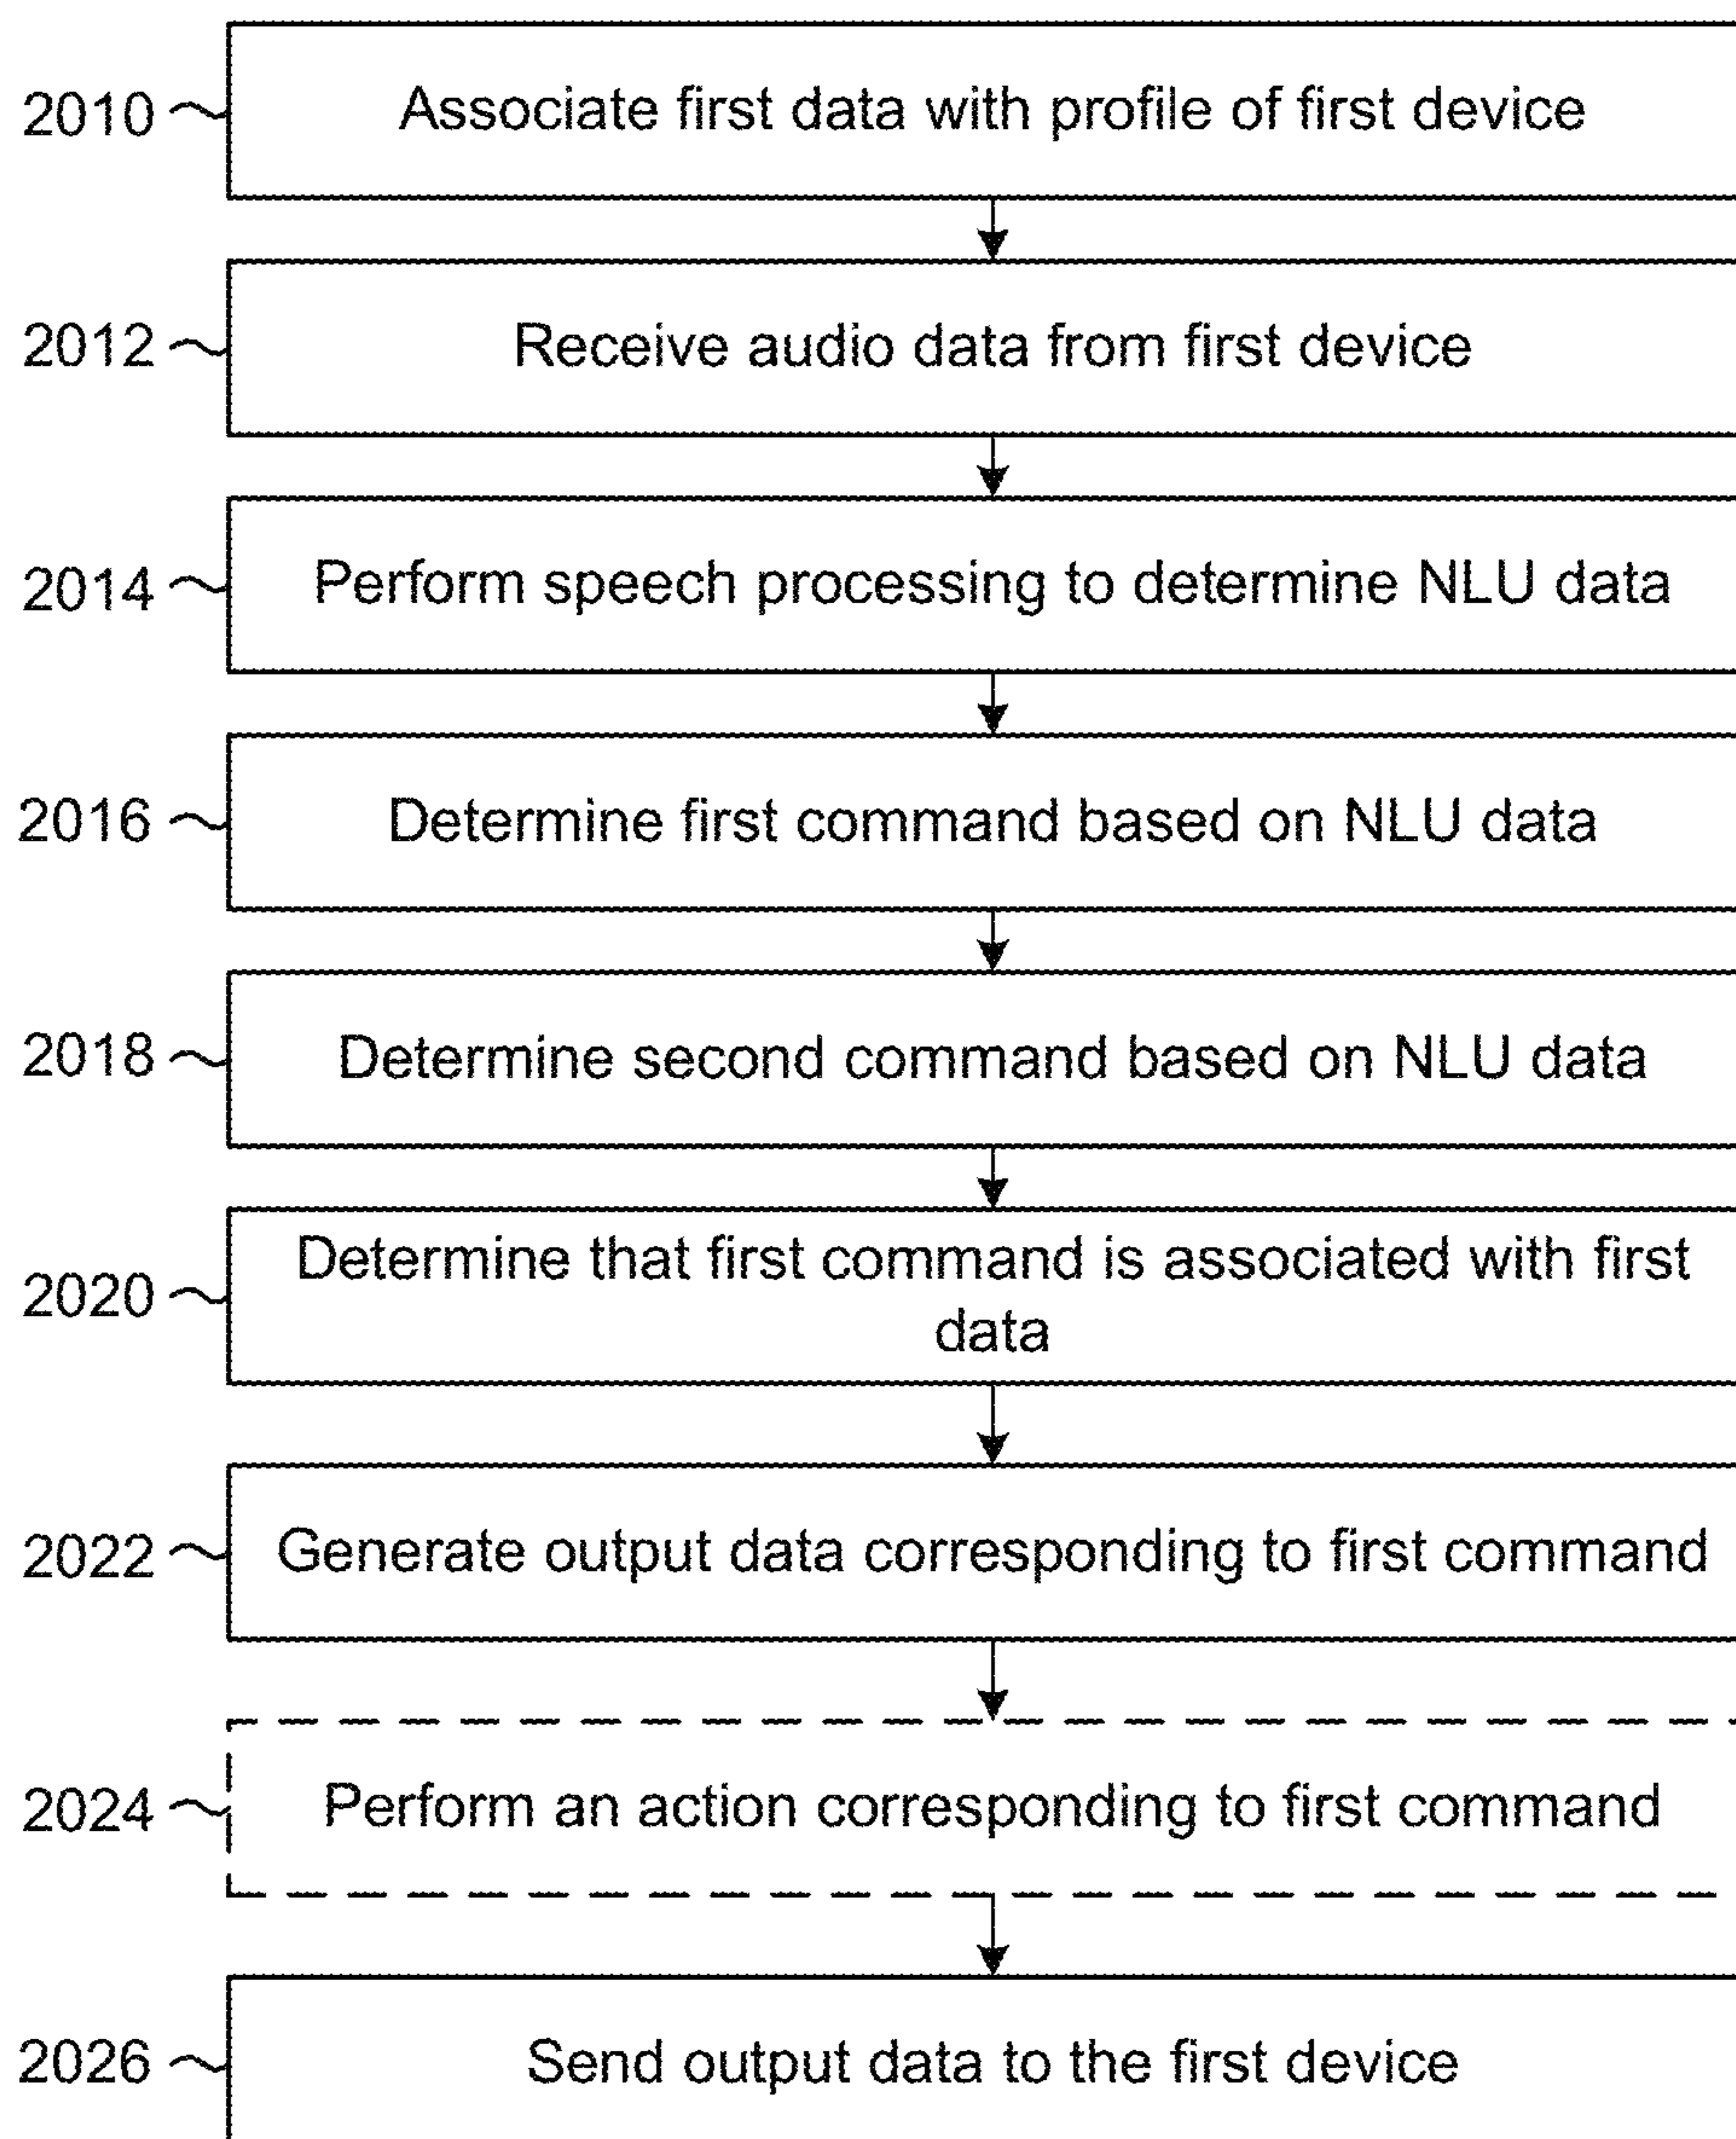 2010 Associate first data with profile of first device
2012 Receive audio data from first device
2014 Perform speech processing to determine NLU data
2016 Determine first command based on NLU data
2018 Determine second command based on NLU data
2020 Determine that first command is associated with first
data
2022 Generate output data corresponding to first command
2024 Perform an action corresponding to first command
2026 Send output data to the first device